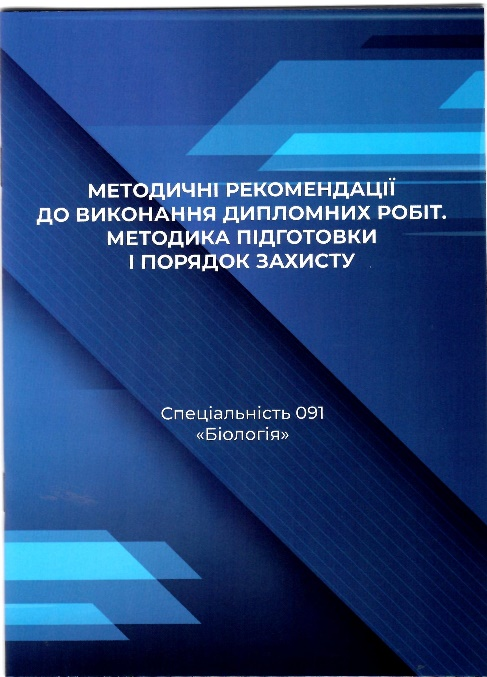 МЕТОДИЧНІ РЕКОМЕНДАЦІЇ
ДО ВИКОНАННЯ ДИПЛОМНИХ РОБІТ.
МЕТОДИКА ПІДГОТОВКИ
І ПОРЯДОК ЗАХИСТУ
Спеціальність 091
«Біологія»